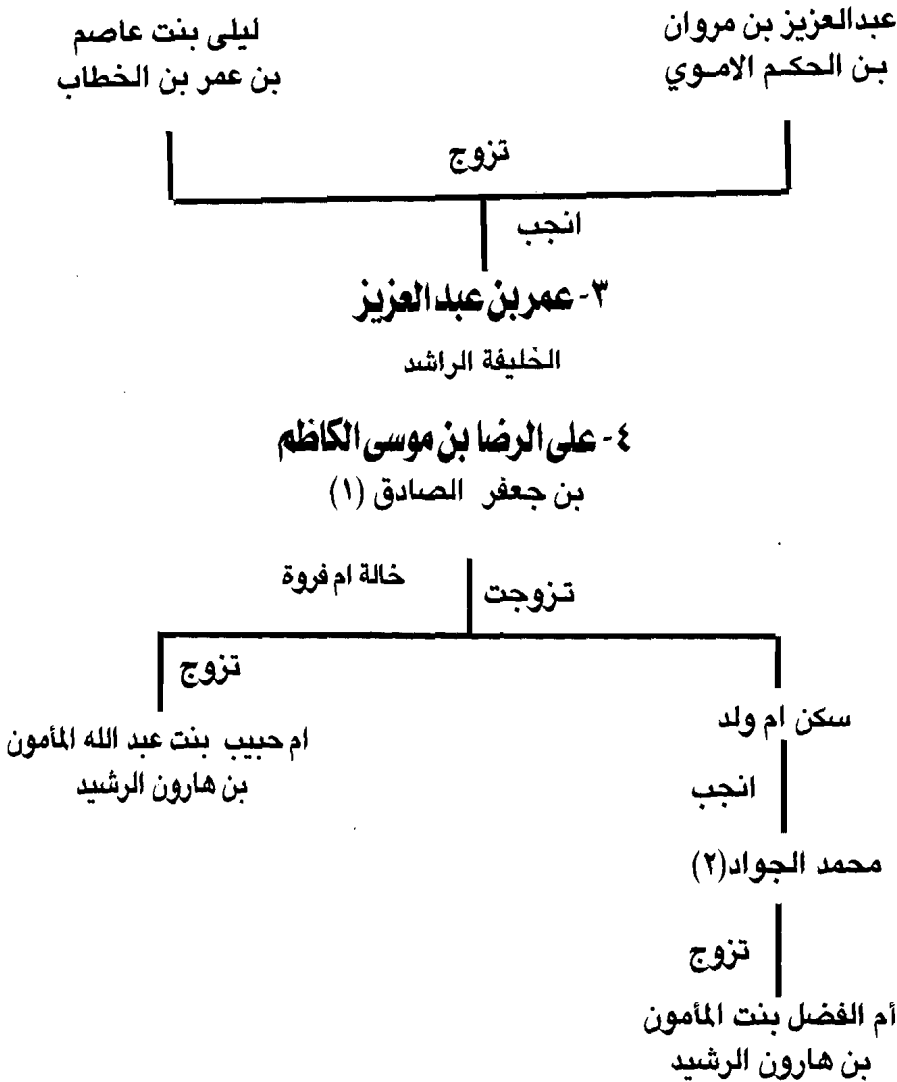 عبدالعزيز بن مروان
بن الحكم الاموي
ليلى بنت عاصم
بن عمر بن الخطاب
تزوج
انجب
٣- عمر بن عبدالعزيز
الخليفة الراشد
٤- على الرضا بن موسى الكاظم
بن جعفر الصادق (١)
خالة ام فروة
تزوجت
تزوج
سكن ام ولد
ام حبيب بنت عبد الله المأمون
بن هارون الرشيد
انجب
محمد الجواد(٢)
تزوج
أم الفضل بنت المأمون
بن هارون الرشيد